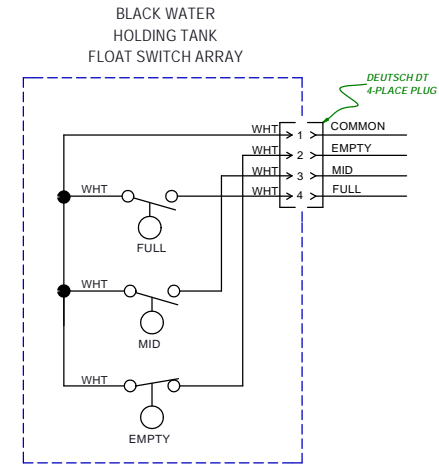 BLACK WATER
HOLDING TANK
FLOAT SWITCH ARRAY
DEUTSCH DT
4-PLACE PLUG
WHT 1 COMMON
WHT 2 EMPTY
WHT 3 MID
WHT WHT 4 FULL
FULL
WHT
MID
WHT
EMPTY